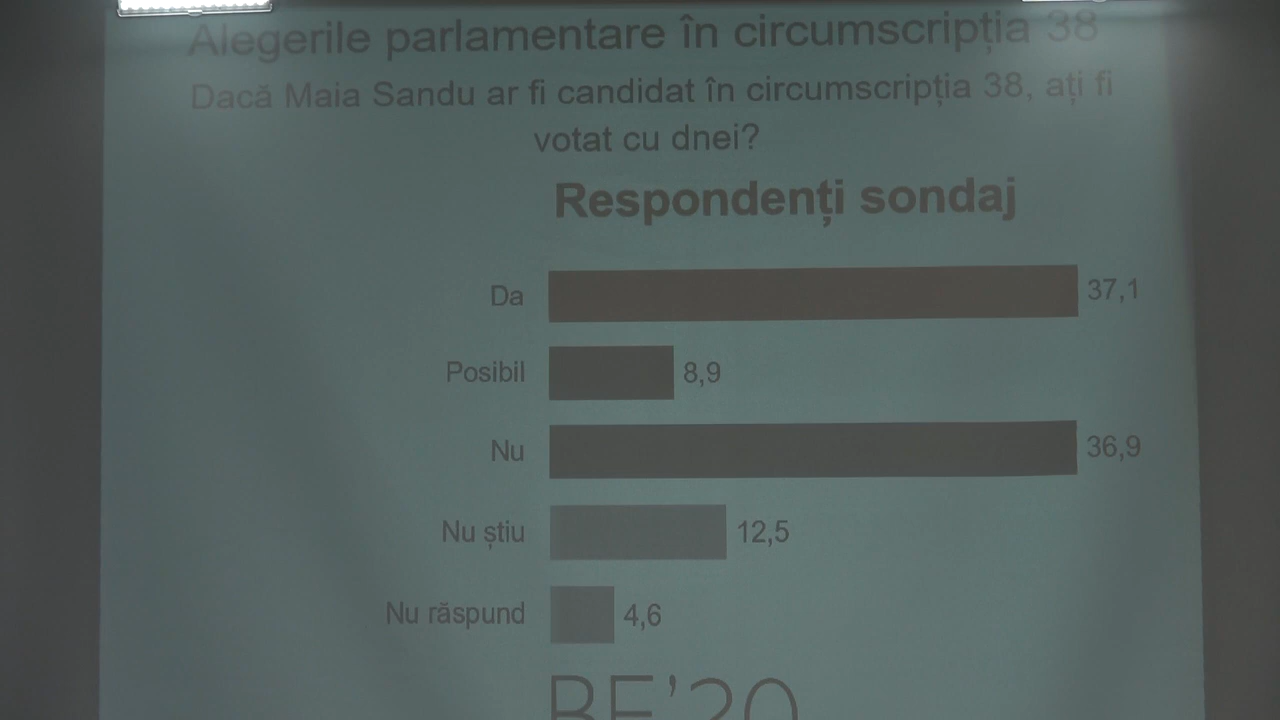 Alegerile parlamentare în circumscripția 38
Dacă Maia Sandu ar fi candidat în circumscripția 38, ați fi
votat cu dnei?
Respondenți sondaj
Da 37,1
Posibil 8,9
Nu 36,9
Nu știu 12,5
Nu răspund 4,6
BE'20